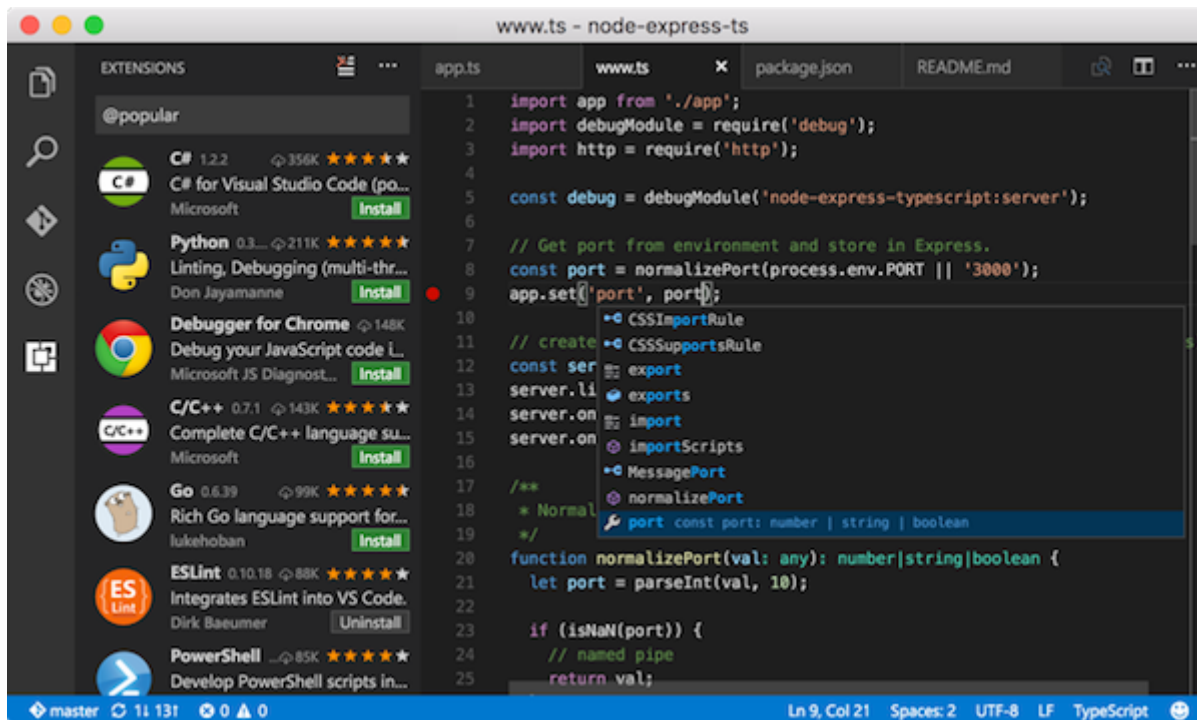 www.ts - node-express-ts
EXTENSIONS
@popular
C# 1.2.2 356K
C# for Visual Studio Code (po...
Microsoft Install
Python 0.3... 211K
Linting, Debugging (multi-thr...
Don Jayamanne Install
Debugger for Chrome 148K
Debug your JavaScript code i...
Microsoft JS Diagnost... Install
C/C++ 0.7.1 143K
Complete C/C++ language su...
Microsoft Install
Go 0.6.39 99K
Rich Go language support for...
lukehoban Install
ESLint 0.10.18 88K
Integrates ESLint into VS Code.
Dirk Baeumer Uninstall
PowerShell ... 85K
Develop PowerShell scripts in...
C#
C/C++
ES
Lint
app.ts www.ts × package.json README.md
1 import app from './app';
2 import debugModule = require('debug');
3 import http = require('http');
4
5 const debug = debugModule('node-express-typescript:server');
6
7 // Get port from environment and store in Express.
8 const port = normalizePort(process.env.PORT || '3000');
9 app.set('port', port);
10
11 // create
12 const ser
13 server.li
14 server.on
15 server.on
16
17 /**
18 * Normal
19 */
20 function normalizePort(val: any): number|string|boolean {
21 let port = parseInt(val, 10);
22
23 if (isNaN(port)) {
24 // named pipe
25 return val;
CSSImportRule
CSSSupportsRule
export
exports
import
importScripts
MessagePort
normalizePort
port const port: number | string | boolean
master 1↓ 13↑ 0 0 Ln 9, Col 21 Spaces: 2 UTF-8 LF TypeScript